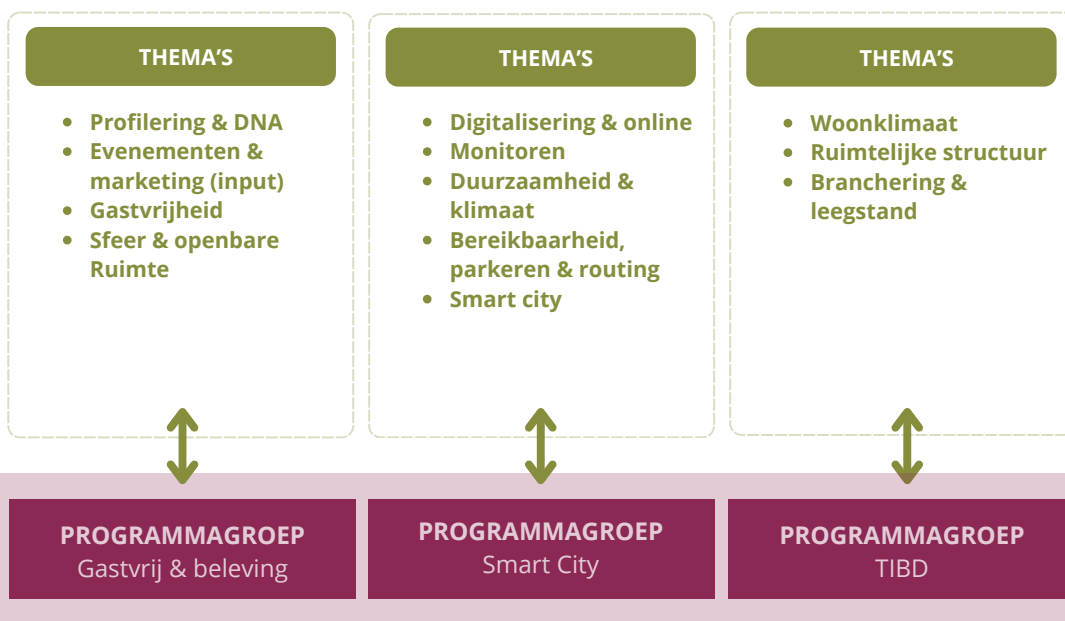 THEMA’S
• Profilering & DNA
• Evenementen &
marketing (input)
• Gastvrijheid
• Sfeer & openbare
Ruimte
PROGRAMMAGROEP
Gastvrij & beleving
THEMA’S
• Digitalisering & online
• Monitoren
• Duurzaamheid &
klimaat
• Bereikbaarheid,
parkeren & routing
• Smart city
PROGRAMMAGROEP
Smart City
THEMA’S
• Woonklimaat
• Ruimtelijke structuur
• Branchering &
leegstand
PROGRAMMAGROEP
TIBD